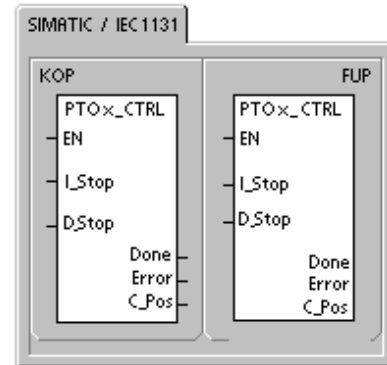 SIMATIC / IEC1131
KOP
PTOx_CTRL
EN
I_Stop
D_Stop
Done
Error
C_Pos
FUP
PTOx_CTRL
EN
I_Stop
D_Stop
Done
Error
C_Pos